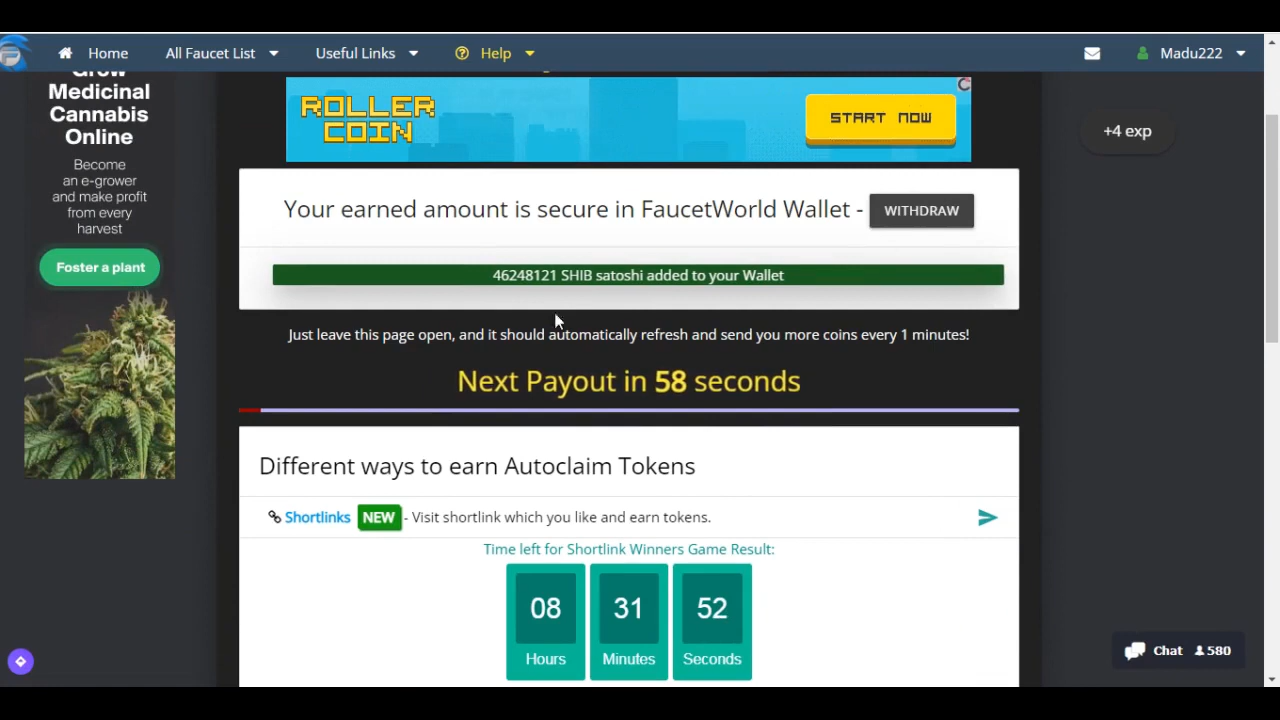 Home
All Faucet List
Useful Links
Help
Madu222
Grow
Medicinal
Cannabis
Online
Become
an e-grower
and make profit
from every
harvest
Foster a plant
ROLLER
COIN
START NOW
+4 exp
Your earned amount is secure in FaucetWorld Wallet - WITHDRAW
46248121 SHIB satoshi added to your Wallet
Just leave this page open, and it should automatically refresh and send you more coins every 1 minutes!
Next Payout in 58 seconds
Different ways to earn Autoclaim Tokens
Shortlinks NEW - Visit shortlink which you like and earn tokens.
Time left for Shortlink Winners Game Result:
08 31 52
Hours Minutes Seconds
Chat 580